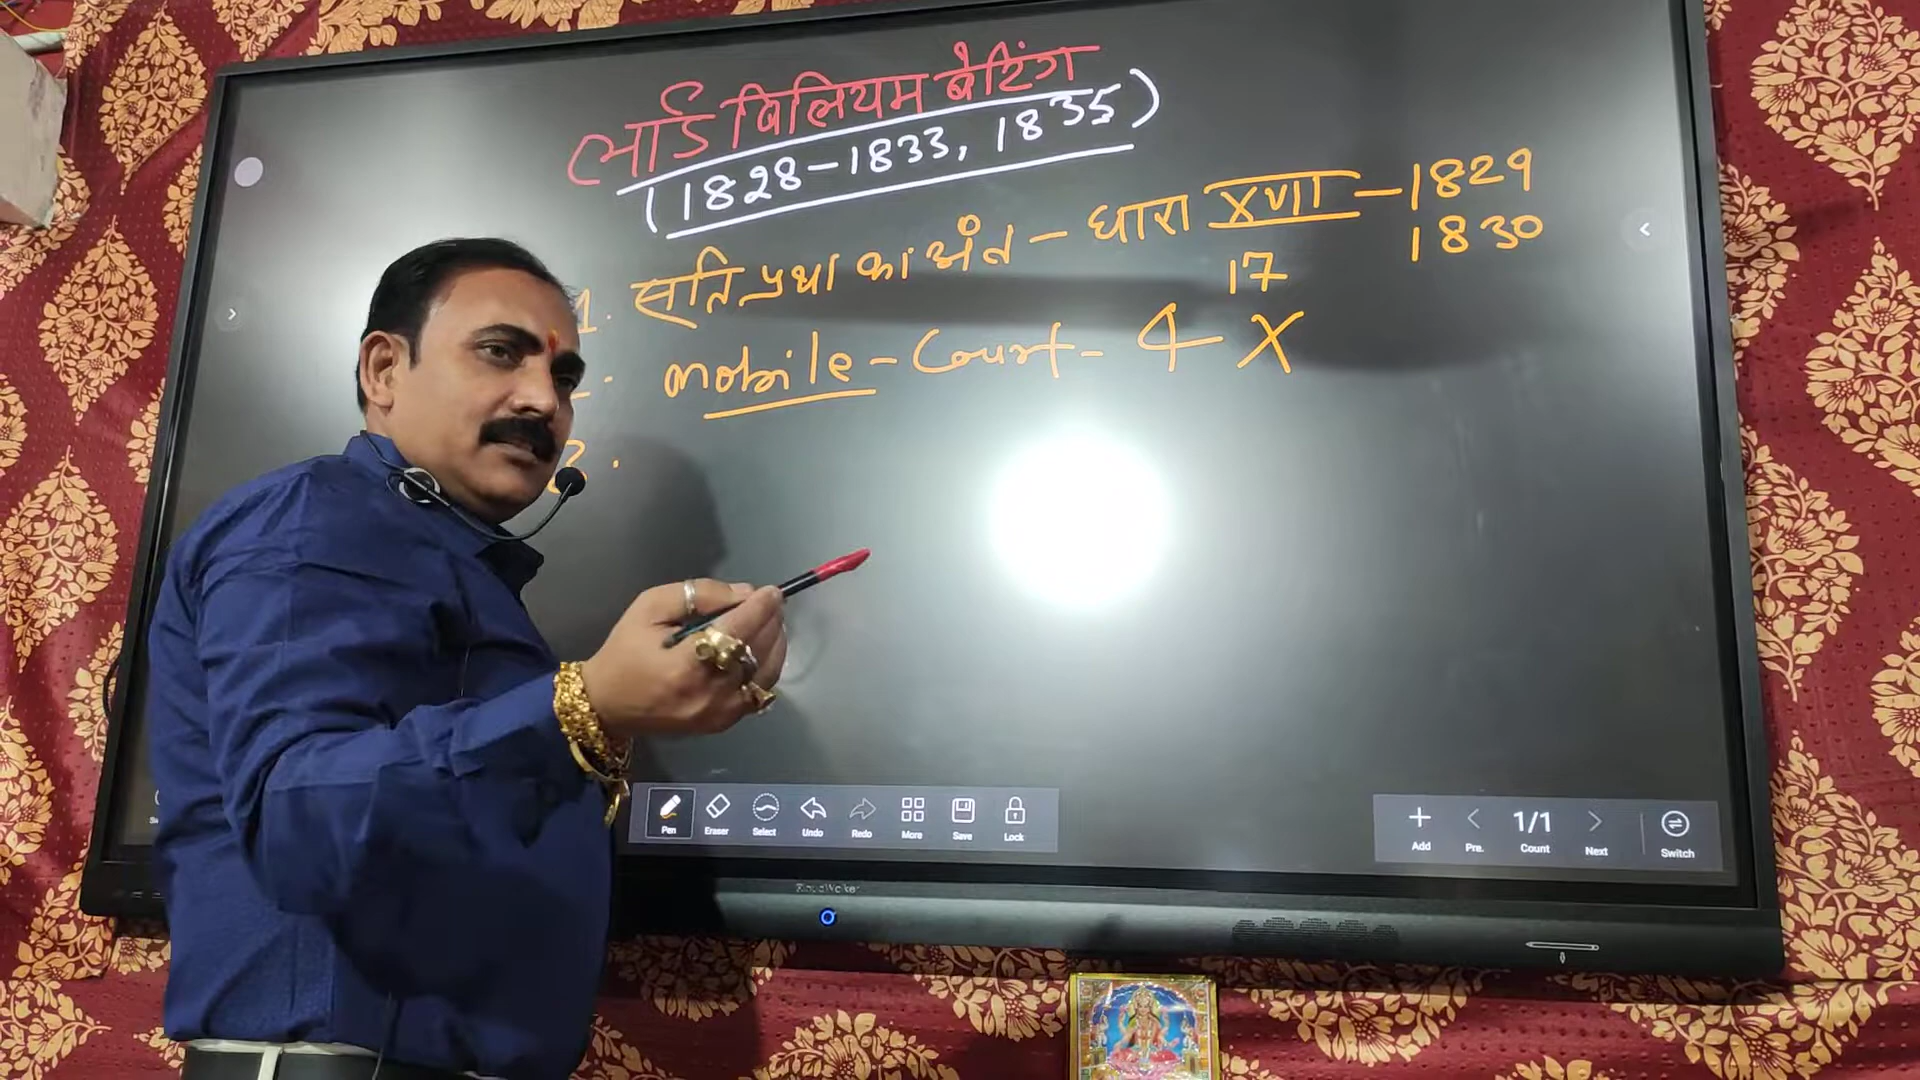 लार्ड विलियम बेटिंग
(1828-1833, 1835)
1. सति प्रथा का अंत - धारा XVII - 1829
17 1830
mobile - Court - 4 X
3.
Pen Eraser Select Undo Redo More Save Lock
Add Pre. 1/1 Count Next Switch